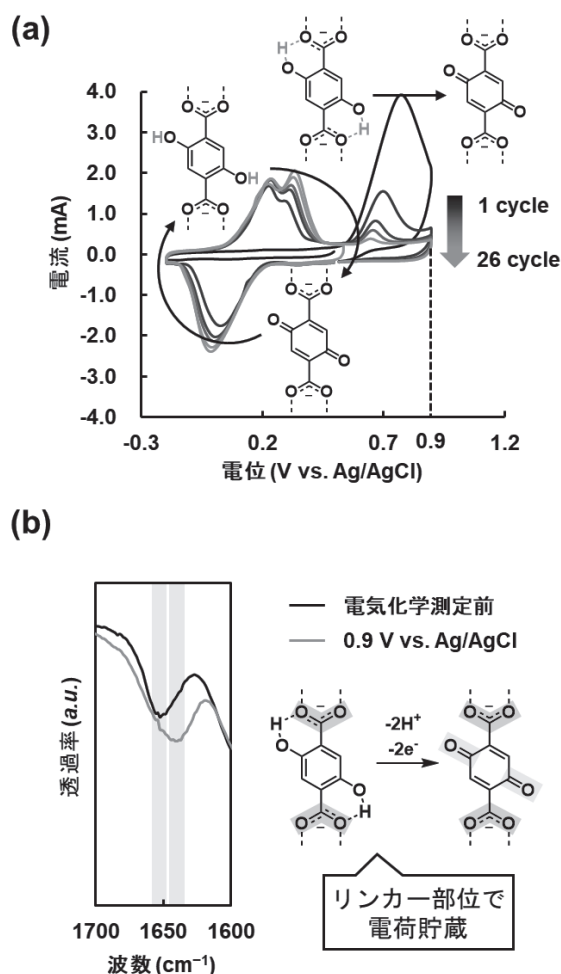 (a)
4.0
3.0
2.0
1.0
0.0
-1.0
-2.0
-3.0
-4.0
電流 (mA)
-0.3
0.2
0.7
0.9
1.2
電位 (V vs. Ag/AgCl)
1 cycle
26 cycle
O
O
HO
OH
O
O
O
O
H
O
O
H
O
O
O
O
O
O
O
O
O
O
O
O
O
O
(b)
電気化学測定前
0.9 V vs. Ag/AgCl
透過率 (a.u.)
1700
1650
1600
波数 (cm⁻¹)
O
O
H
O
O
H
O
O
-2H⁺
-2e⁻
O
O
O
O
O
O
リンカー部位で
電荷貯蔵